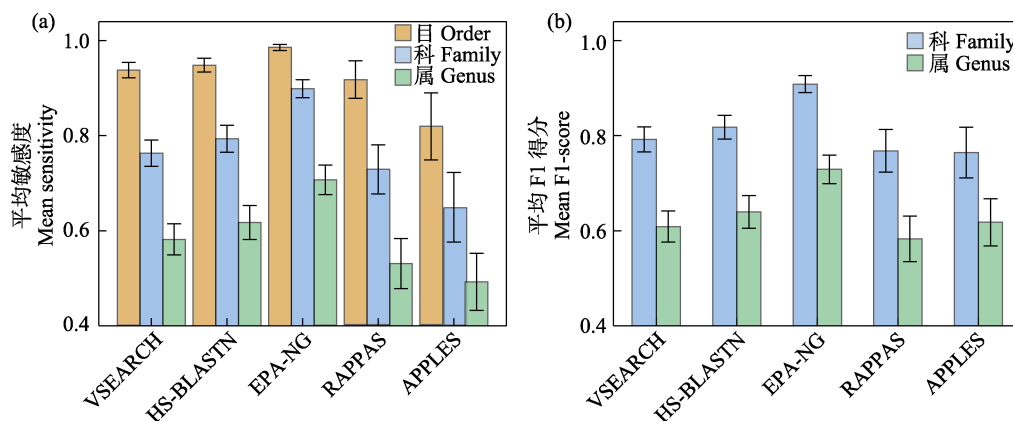 (a)
目 Order
科 Family
属 Genus
平均敏感度
Mean sensitivity
1.0
0.8
0.6
0.4
VSEARCH
HS-BLASTN
EPA-NG
RAPPAS
APPLES
(b)
科 Family
属 Genus
平均 F1 得分
Mean F1-score
1.0
0.8
0.6
0.4
VSEARCH
HS-BLASTN
EPA-NG
RAPPAS
APPLES